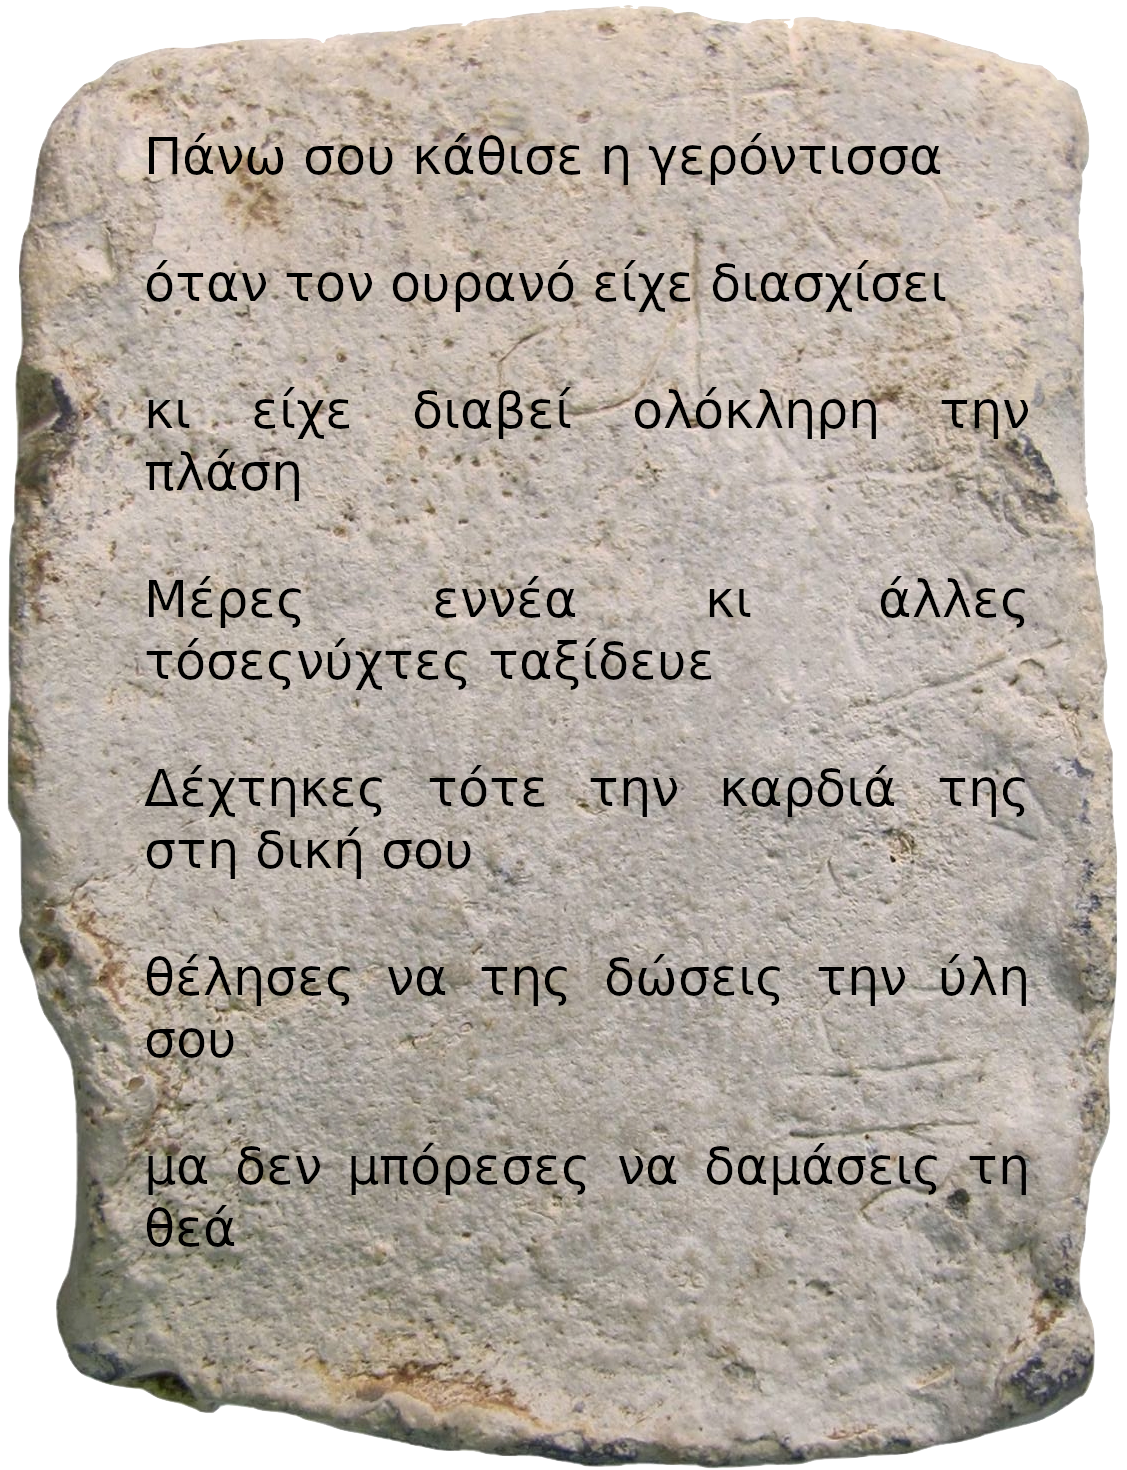 Πάνω σου κάθισε η γερόντισσα
όταν τον ουρανό είχε διασχίσει
κι είχε διαβεί ολόκληρη την
πλάση
Μέρες εννέα κι άλλες
τόσεςνύχτες ταξίδευε
Δέχτηκες τότε την καρδιά της
στη δική σου
θέλησες να της δώσεις την ύλη
σου
μα δεν μπόρεσες να δαμάσεις τη
θεά